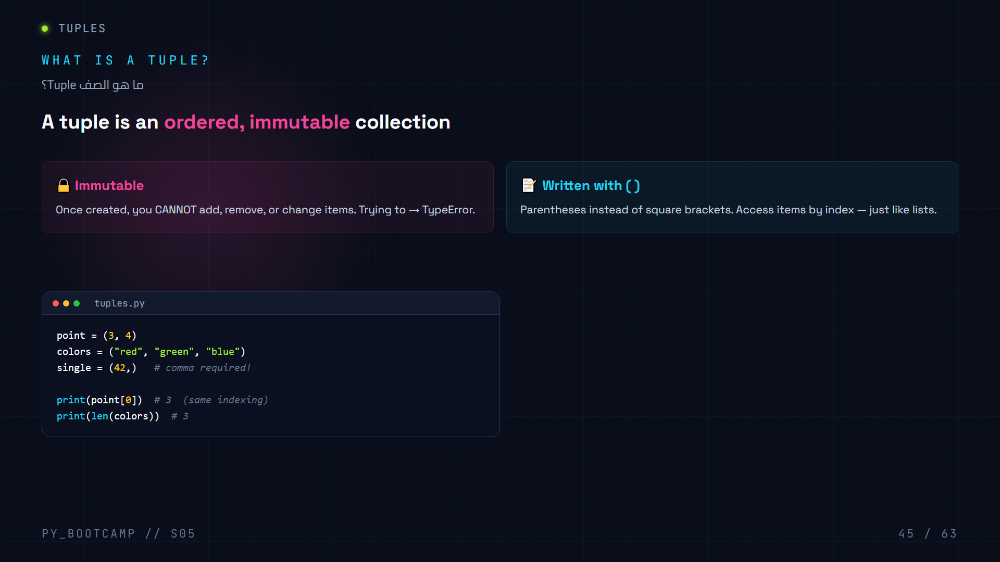 TUPLES
WHAT IS A TUPLE?
ما هو الصف Tuple؟
A tuple is an ordered, immutable collection
🔒 Immutable
Once created, you CANNOT add, remove, or change items. Trying to → TypeError.
📝 Written with ()
Parentheses instead of square brackets. Access items by index — just like lists.
tuples.py
point = (3, 4)
colors = ("red", "green", "blue")
single = (42,)   # comma required!
print(point[0])  # 3  (same indexing)
print(len(colors))  # 3
PY_BOOTCAMP // S05
45 / 63